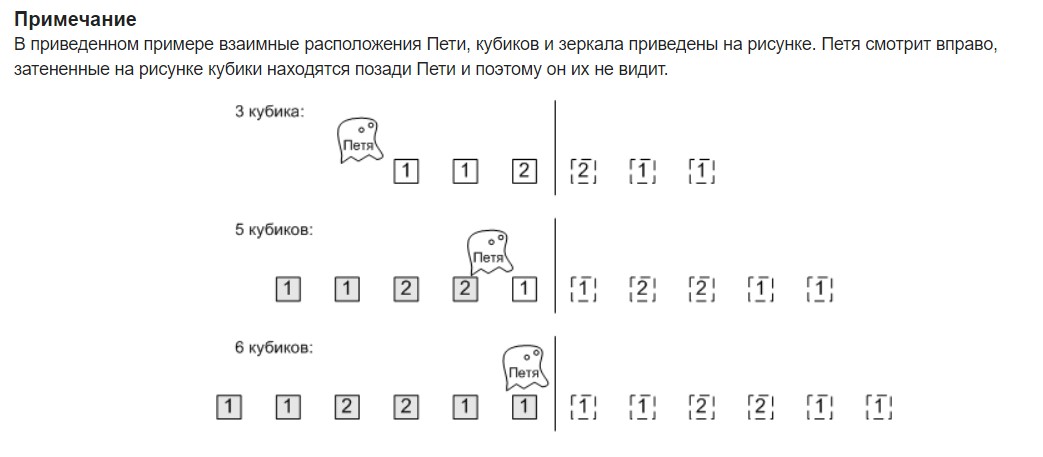 Примечание
В приведенном примере взаимные расположения Пети, кубиков и зеркала приведены на рисунке. Петя смотрит вправо,
затененные на рисунке кубики находятся позади Пети и поэтому он их не видит.
3 кубика:
Петя
1 1 2 2 1 1
5 кубиков:
Петя
1 1 2 2 1 1 2 2 1 1
6 кубиков:
Петя
1 1 2 2 1 1 1 1 2 2 1 1